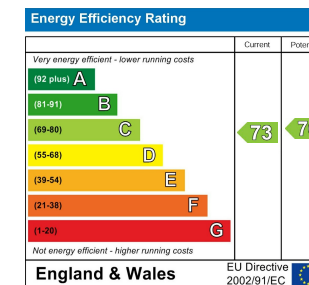 Energy Efficiency Rating
Current
Very energy efficient - lower running costs
(92 plus) A
(81-91) B
(69-80) C
73
(55-68) D
(39-54) E
(21-38) F
(1-20) G
Not energy efficient - higher running costs
England & Wales
EU Directive
2002/91/EC